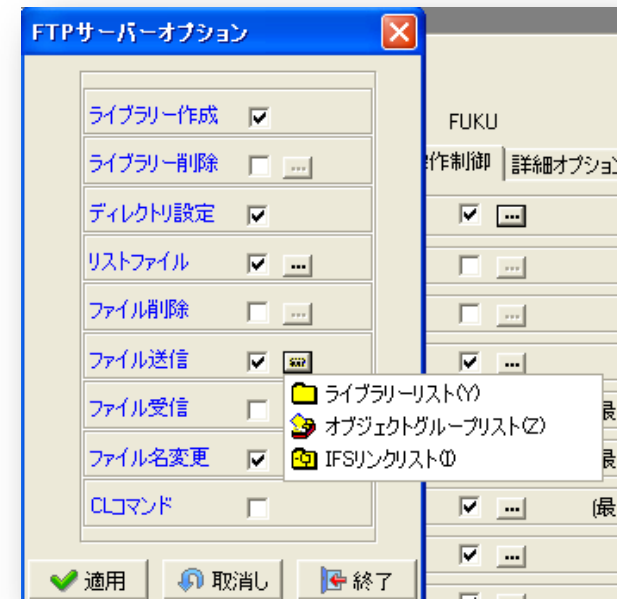 FTPサーバーオプション
ライブラリー作成
ライブラリー削除
ディレクトリ設定
リストファイル
ファイル削除
ファイル送信
ファイル受信
ファイル名変更
CLコマンド
適用
取消し
終了
ライブラリーリスト(Y)
オブジェクトグループリスト(Z)
IFSリンクリスト(I)
FUKU
作制御
詳細オプション
最
最
(最